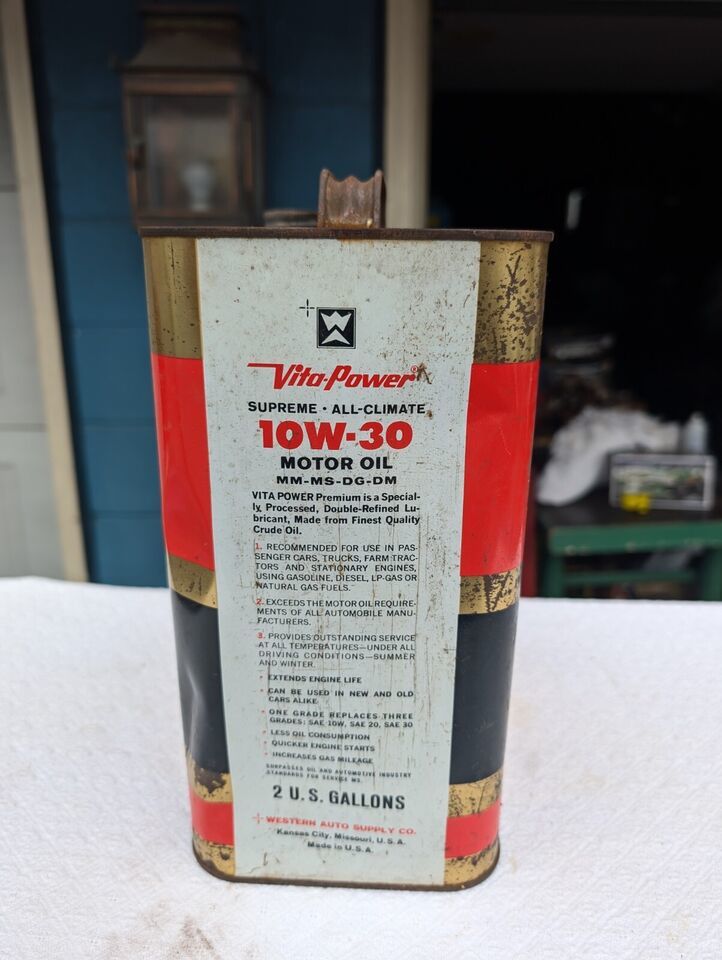 W
Vita-Power®
SUPREME • ALL-CLIMATE
10W-30
MOTOR OIL
MM-MS-DG-DM
VITA POWER Premium is a Special-
ly Processed, Double-Refined Lu-
bricant, Made from Finest Quality
Crude Oil.
1. RECOMMENDED FOR USE IN PAS-
SENGER CARS, TRUCKS, FARM TRAC-
TORS AND STATIONARY ENGINES,
USING GASOLINE, DIESEL, LP-GAS OR
NATURAL GAS FUELS.
2. EXCEEDS THE MOTOR OIL REQUIRE-
MENTS OF ALL AUTOMOBILE MANU-
FACTURERS.
3. PROVIDES OUTSTANDING SERVICE
AT ALL TEMPERATURES—UNDER ALL
DRIVING CONDITIONS—SUMMER
AND WINTER.
• EXTENDS ENGINE LIFE
• CAN BE USED IN NEW AND OLD
CARS ALIKE
• ONE GRADE REPLACES THREE
GRADES: SAE 10W, SAE 20, SAE 30
• LESS OIL CONSUMPTION
• QUICKER ENGINE STARTS
• INCREASES GAS MILEAGE
SURPASSES OIL AND AUTOMOTIVE INDUSTRY
STANDARDS FOR SERVICE MS.
2 U.S. GALLONS
WESTERN AUTO SUPPLY CO.
Kansas City, Missouri, U.S.A.
Made in U.S.A.